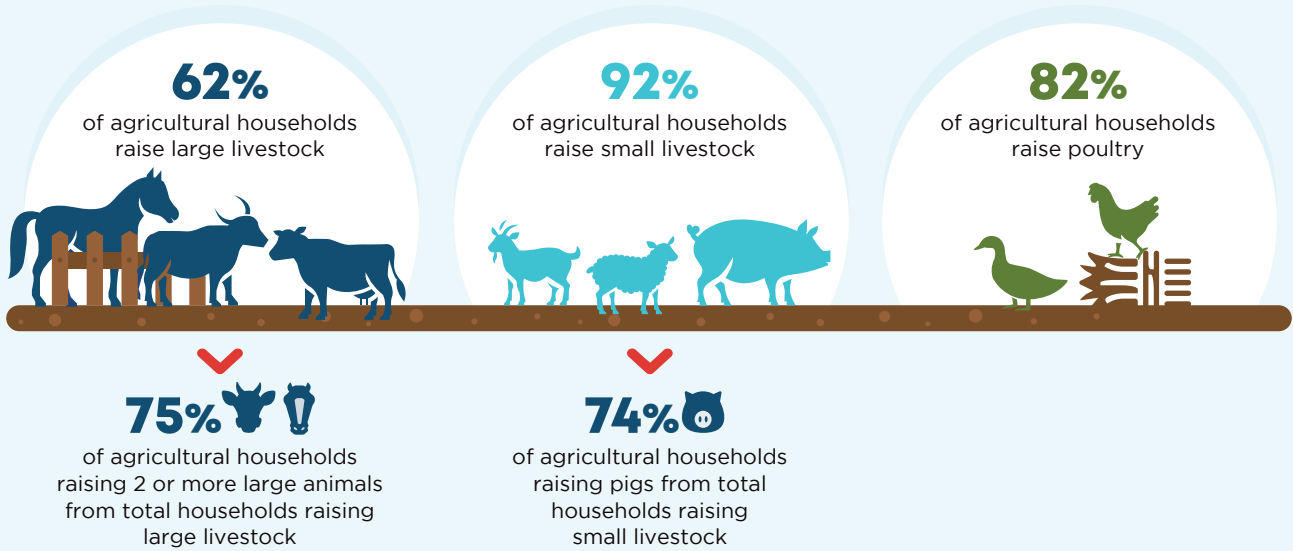 62%
of agricultural households
raise large livestock
92%
of agricultural households
raise small livestock
82%
of agricultural households
raise poultry
75%
of agricultural households
raising 2 or more large animals
from total households raising
large livestock
74%
of agricultural households
raising pigs from total
households raising
small livestock